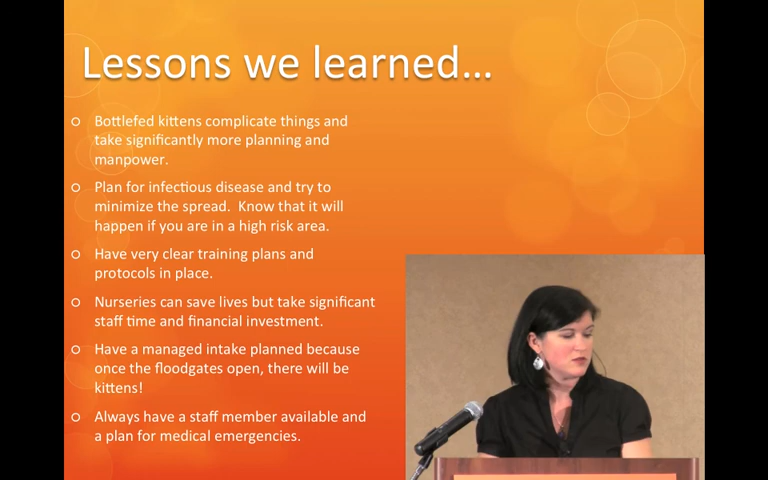 Lessons we learned...
Bottlefed kittens complicate things and
take significantly more planning and
manpower.
Plan for infectious disease and try to
minimize the spread.  Know that it will
happen if you are in a high risk area.
Have very clear training plans and
protocols in place.
Nurseries can save lives but take significant
staff time and financial investment.
Have a managed intake planned because
once the floodgates open, there will be
kittens!
Always have a staff member available and
a plan for medical emergencies.